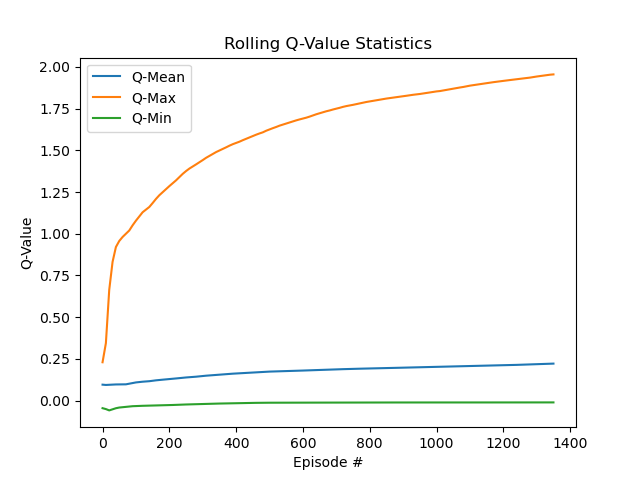 Rolling Q-Value Statistics
Q-Mean
Q-Max
Q-Min
2.00
1.75
1.50
1.25
1.00
0.75
0.50
0.25
0.00
Q-Value
0 200 400 600 800 1000 1200 1400
Episode #